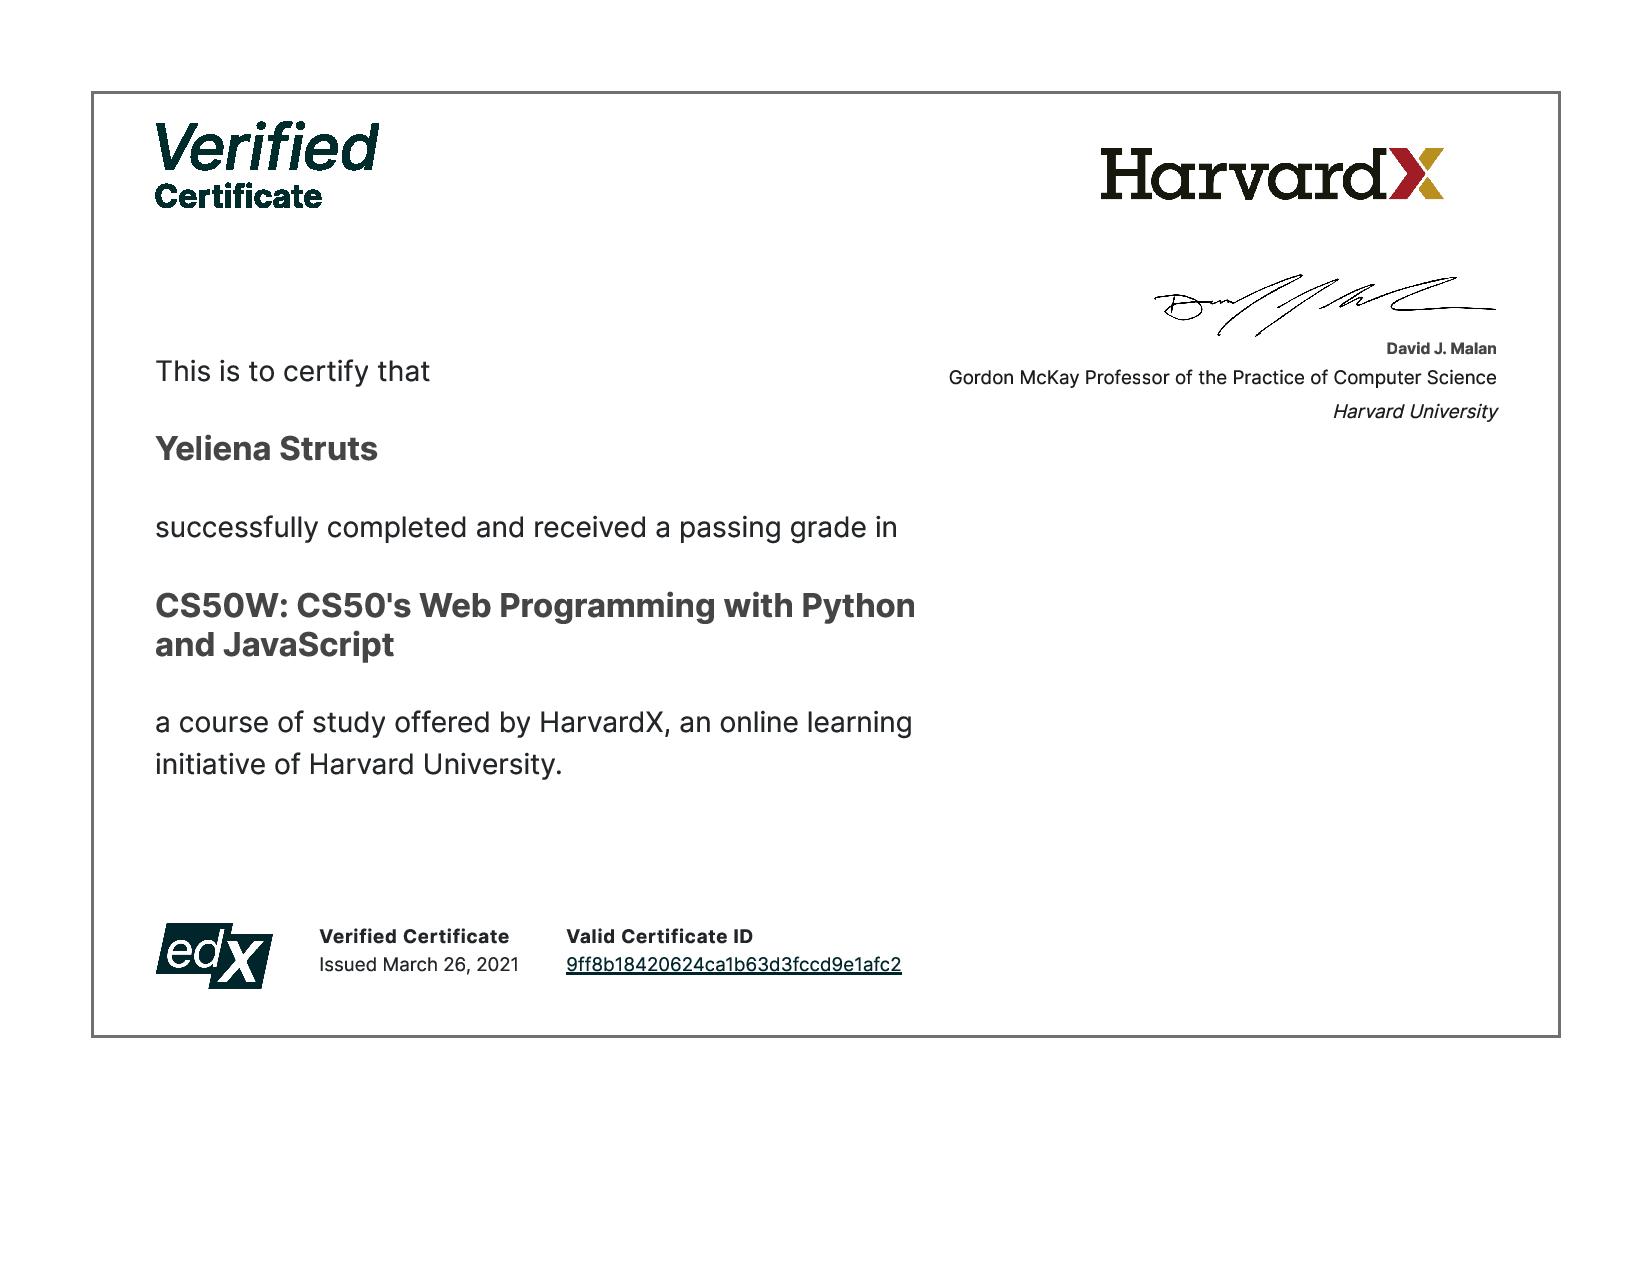 Verified
Certificate
HarvardX
David J. Malan
Gordon McKay Professor of the Practice of Computer Science
Harvard University
This is to certify that
Yeliena Struts
successfully completed and received a passing grade in
CS50W: CS50's Web Programming with Python
and JavaScript
a course of study offered by HarvardX, an online learning
initiative of Harvard University.
edX
Verified Certificate
Issued March 26, 2021
Valid Certificate ID
9ff8b18420624ca1b63d3fccd9e1afc2